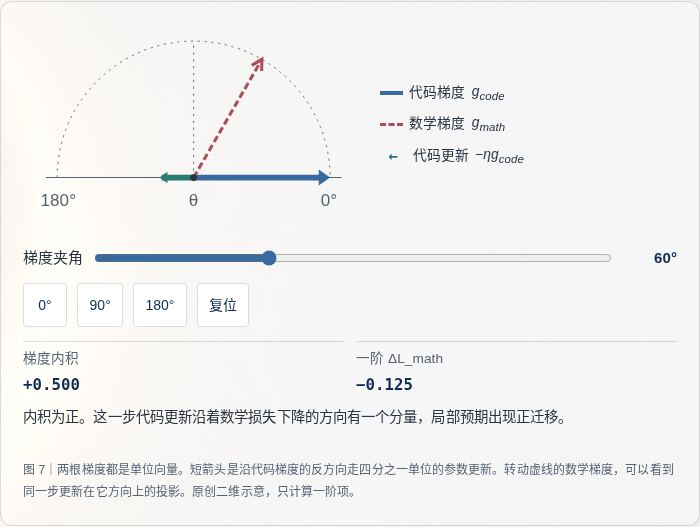 代码梯度 g_code
数学梯度 g_math
← 代码更新 −ηg_code
180° θ 0°
梯度夹角 60°
0° 90° 180° 复位
梯度内积 一阶 ΔL_math
+0.500 −0.125
内积为正。这一步代码更新沿着数学损失下降的方向有一个分量，局部预期出现正迁移。
图 7｜两根梯度都是单位向量。短箭头是沿代码梯度的反方向走四分之一单位的参数更新。转动虚线的数学梯度，可以看到
同一步更新在它方向上的投影。原创二维示意，只计算一阶项。